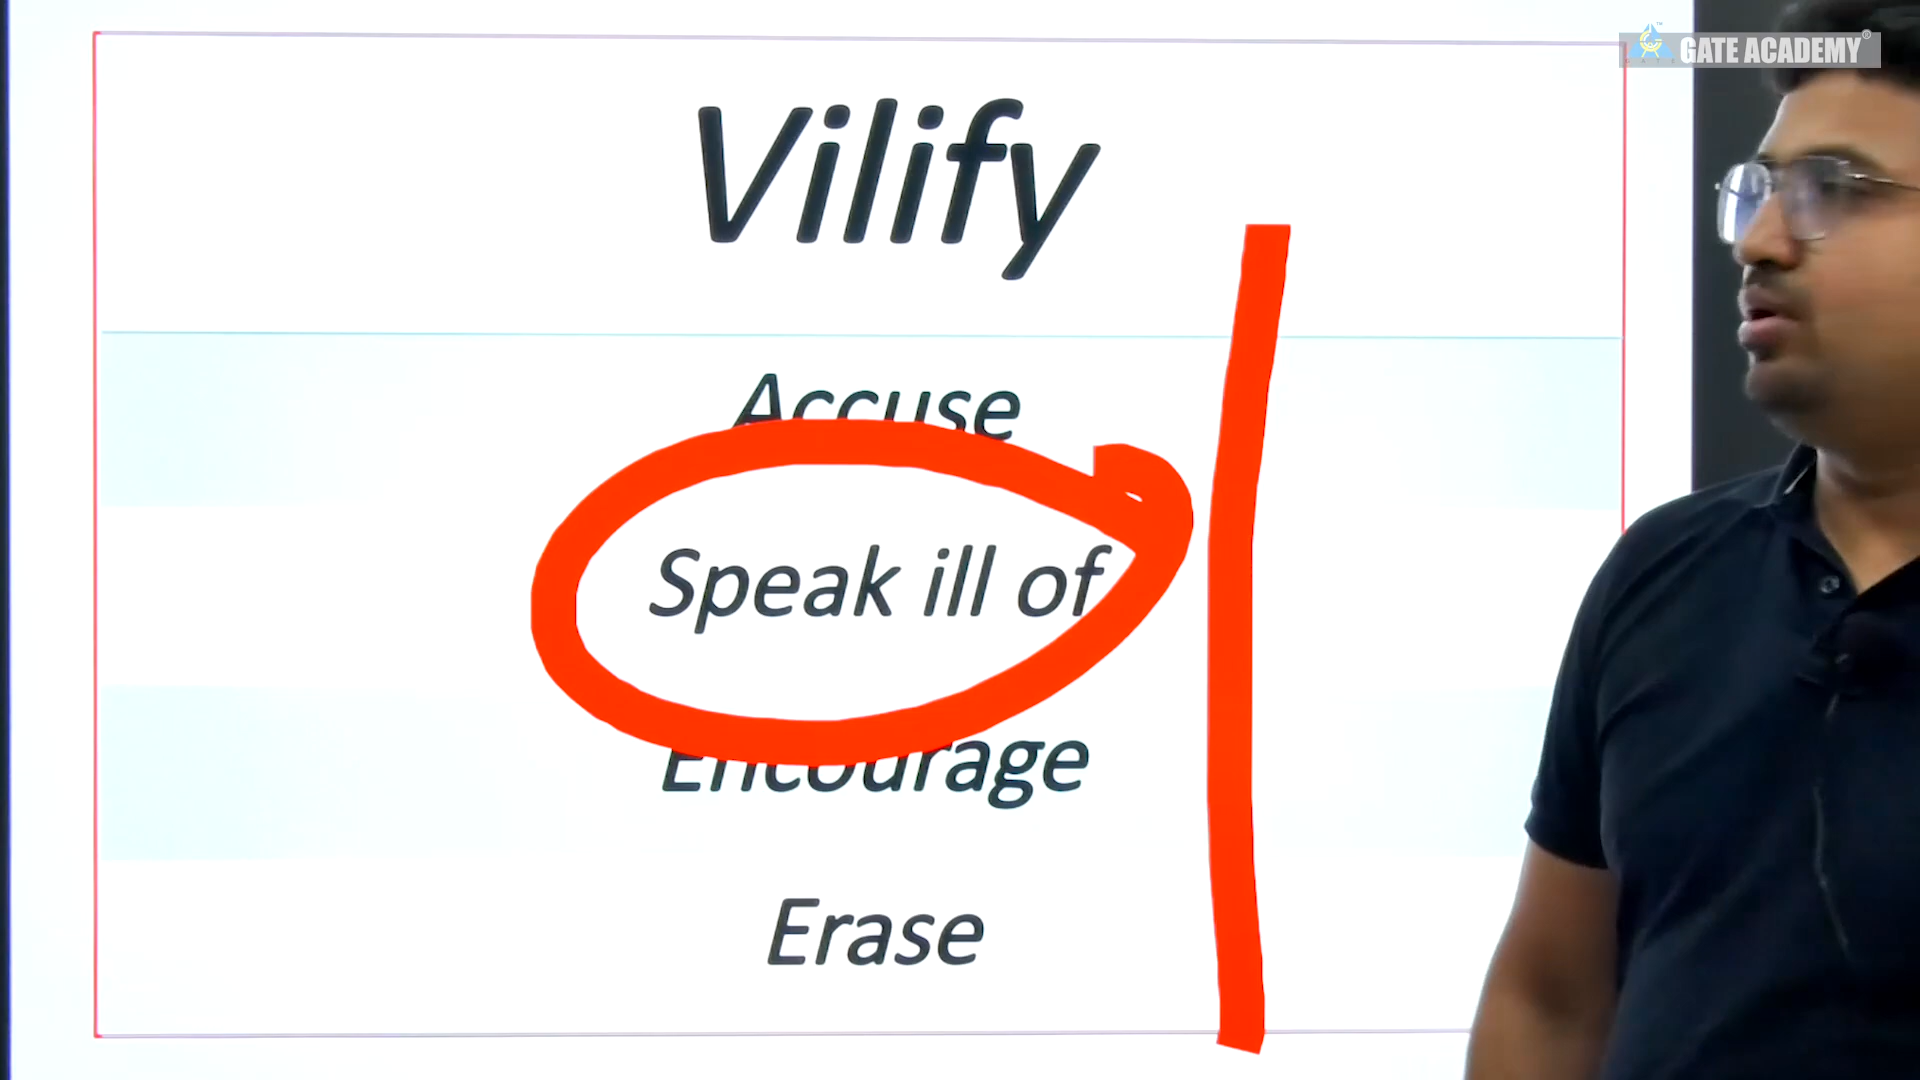 GATE ACADEMY
Vilify
Accuse
Speak ill of
Encourage
Erase